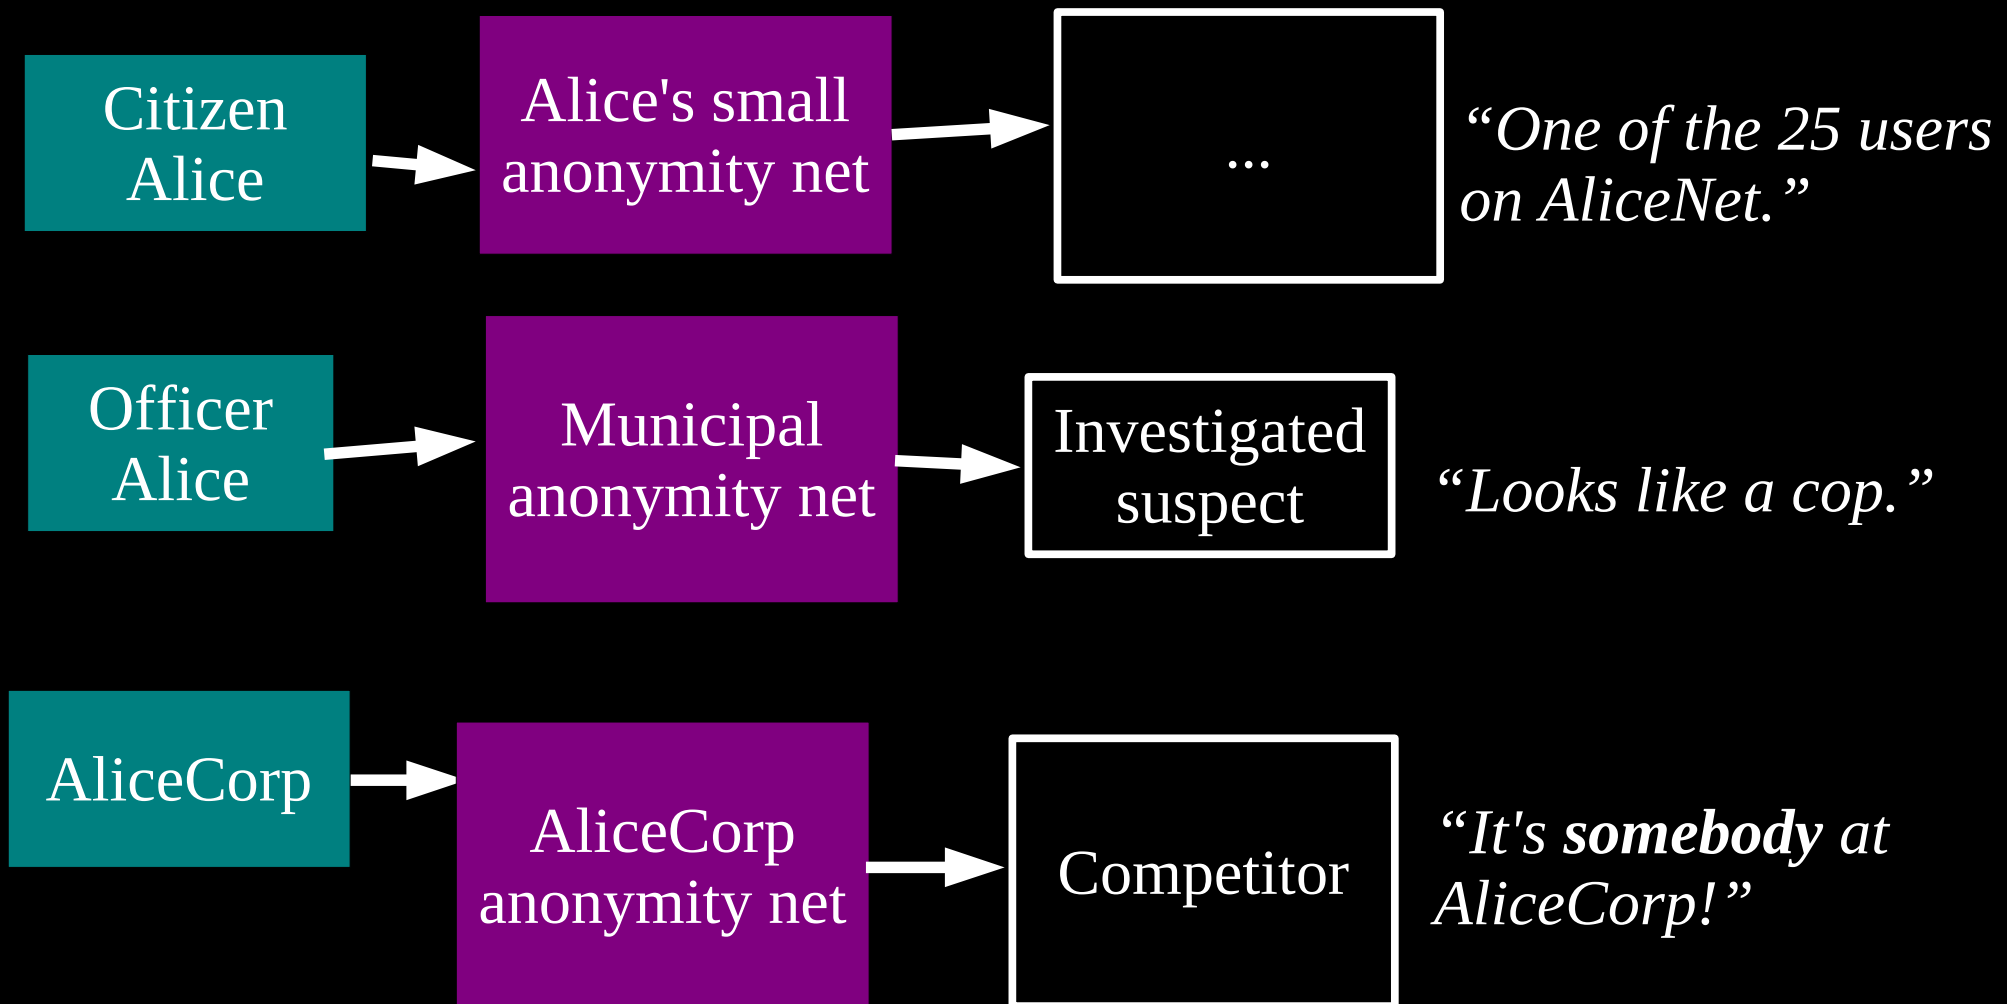 Citizen
Alice
Alice's small
anonymity net
...
“One of the 25 users
on AliceNet.”
Officer
Alice
Municipal
anonymity net
Investigated
suspect
“Looks like a cop.”
AliceCorp
AliceCorp
anonymity net
Competitor
“It's somebody at
AliceCorp!”